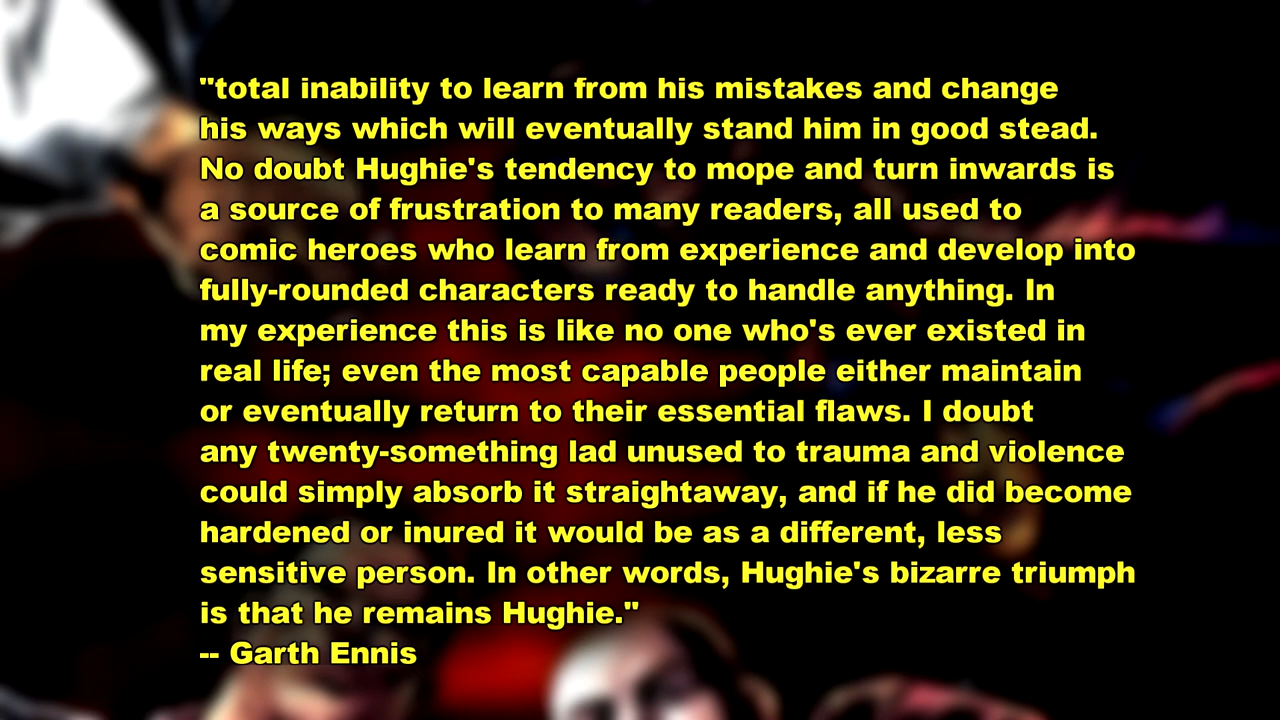 "total inability to learn from his mistakes and change
his ways which will eventually stand him in good stead.
No doubt Hughie's tendency to mope and turn inwards is
a source of frustration to many readers, all used to
comic heroes who learn from experience and develop into
fully-rounded characters ready to handle anything. In
my experience this is like no one who's ever existed in
real life; even the most capable people either maintain
or eventually return to their essential flaws. I doubt
any twenty-something lad unused to trauma and violence
could simply absorb it straightaway, and if he did become
hardened or inured it would be as a different, less
sensitive person. In other words, Hughie's bizarre triumph
is that he remains Hughie."
-- Garth Ennis